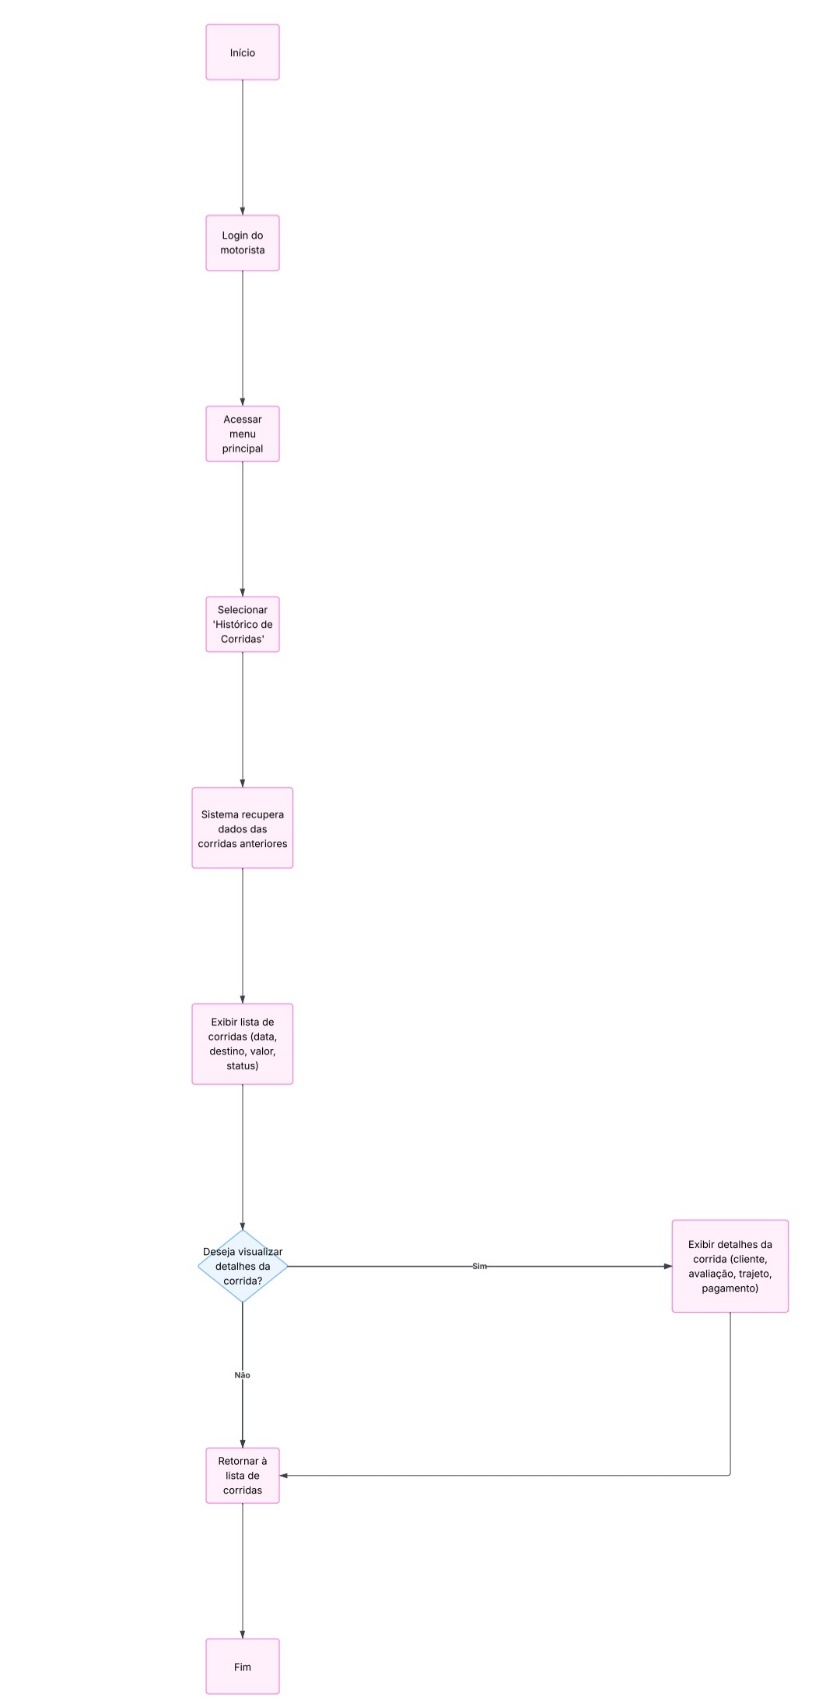 Início
Login do
motorista
Acessar
menu
principal
Selecionar
'Histórico de
Corridas'
Sistema recupera
dados das
corridas anteriores
Exibir lista de
corridas (data,
destino, valor,
status)
Deseja visualizar
detalhes da
corrida?
Sim
Exibir detalhes da
corrida (cliente,
avaliação, trajeto,
pagamento)
Não
Retornar à
lista de
corridas
Fim